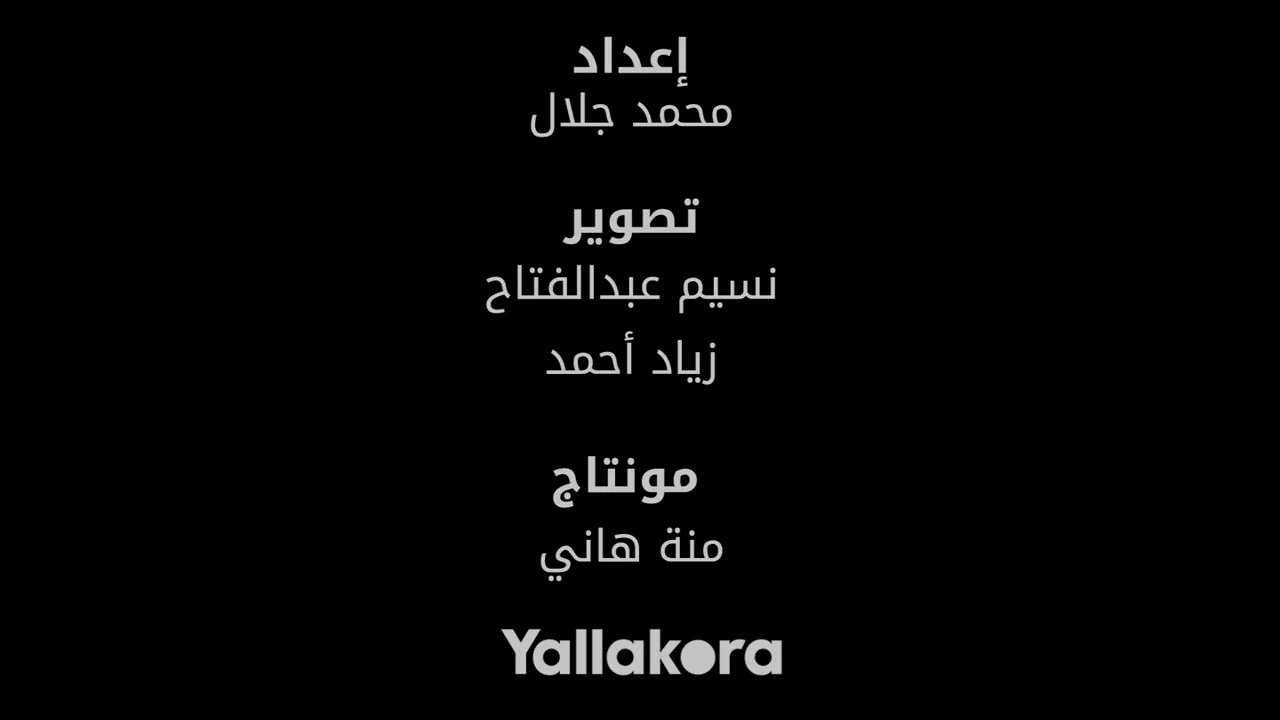 إعداد
محمد جلال
تصوير
نسيم عبدالفتاح
زياد أحمد
مونتاج
منة هاني
Yallakora